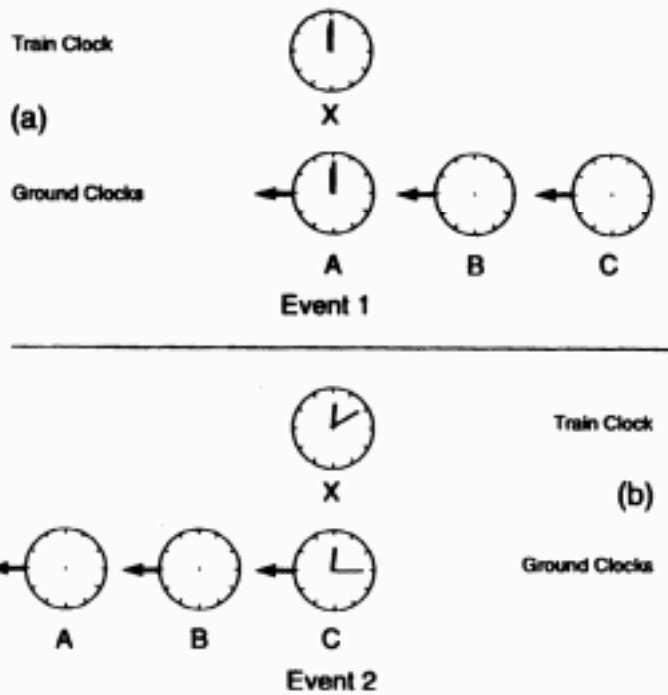 Train Clock
X
(a)
Ground Clocks
A B C
Event 1
Train Clock
X
(b)
Ground Clocks
A B C
Event 2